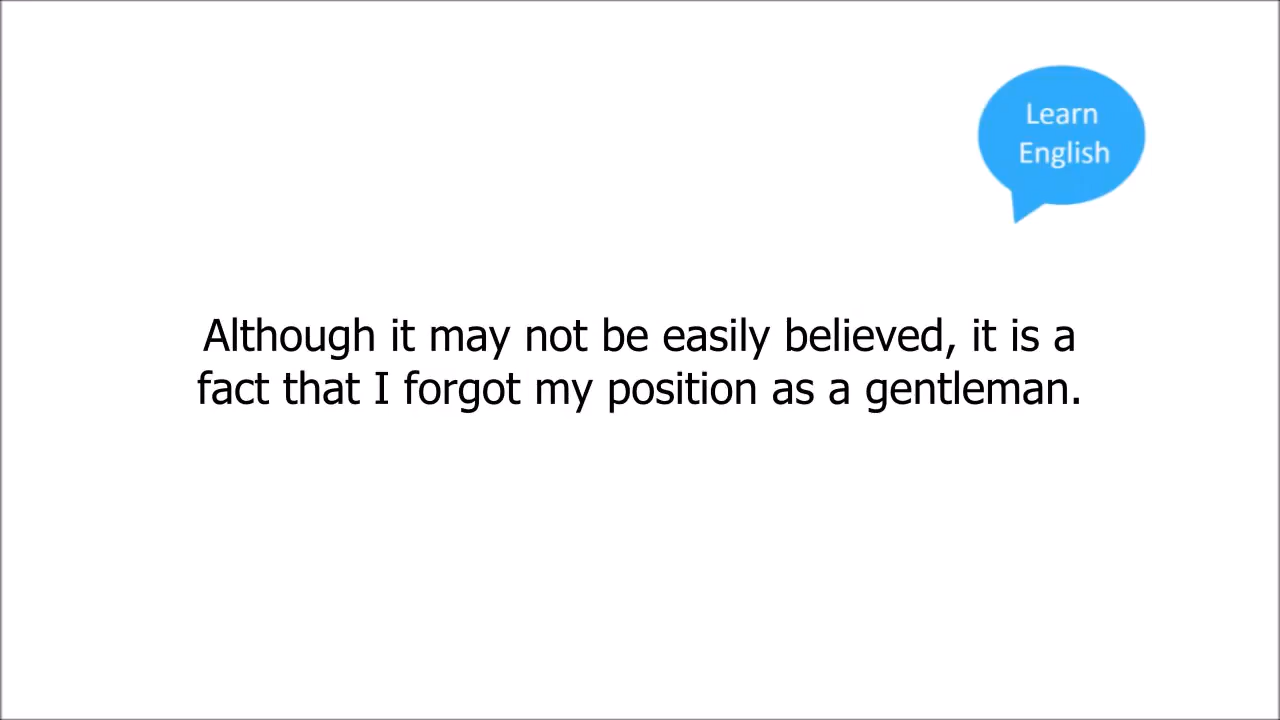 Learn
English
Although it may not be easily believed, it is a
fact that I forgot my position as a gentleman.